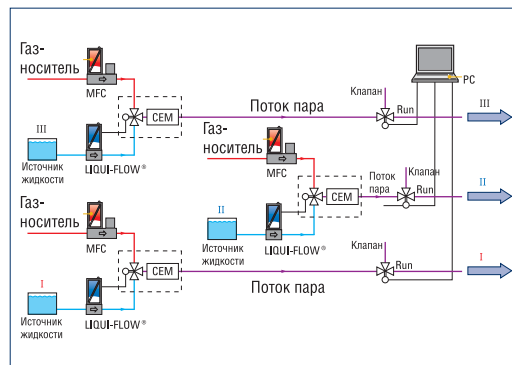 Газ-
носитель
MFC
CEM
Поток пара
Клапан
Run
PC
III
III
Источник
жидкости
LIQUI-FLOW®
Газ-
носитель
MFC
CEM
Поток
пара
Клапан
Run
II
II
Источник
жидкости
LIQUI-FLOW®
Газ-
носитель
MFC
CEM
Поток пара
Клапан
Run
I
I
Источник
жидкости
LIQUI-FLOW®